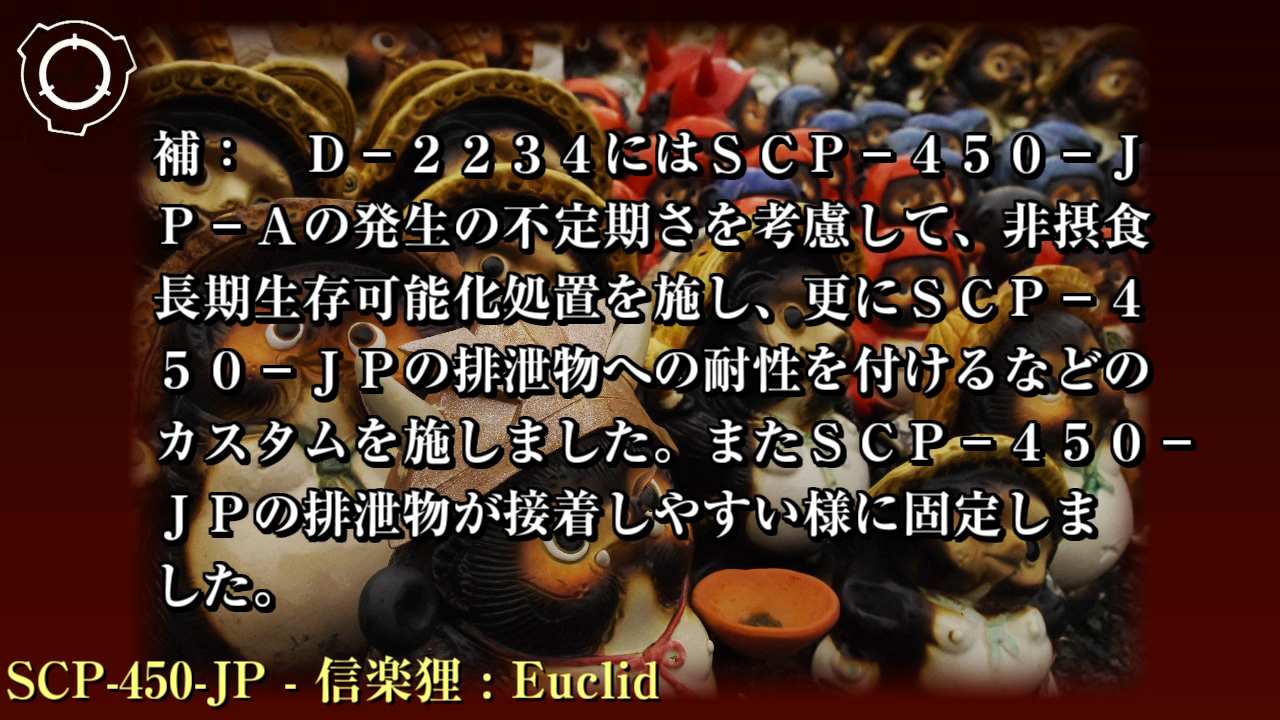 補：　Ｄ－２２３４にはＳＣＰ－４５０－Ｊ
Ｐ－Ａの発生の不定期さを考慮して、非摂食
長期生存可能化処置を施し、更にＳＣＰ－４
５０－ＪＰの排泄物への耐性を付けるなどの
カスタムを施しました。またＳＣＰ－４５０－
ＪＰの排泄物が接着しやすい様に固定しま
した。
SCP-450-JP - 信楽狸：Euclid